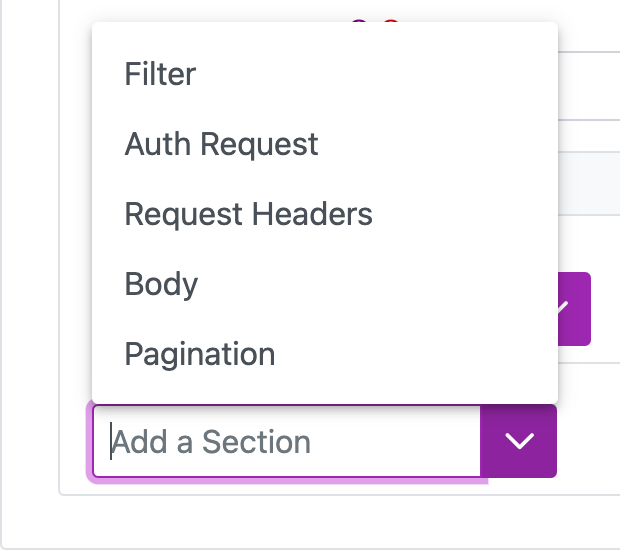 Filter
Auth Request
Request Headers
Body
Pagination
Add a Section